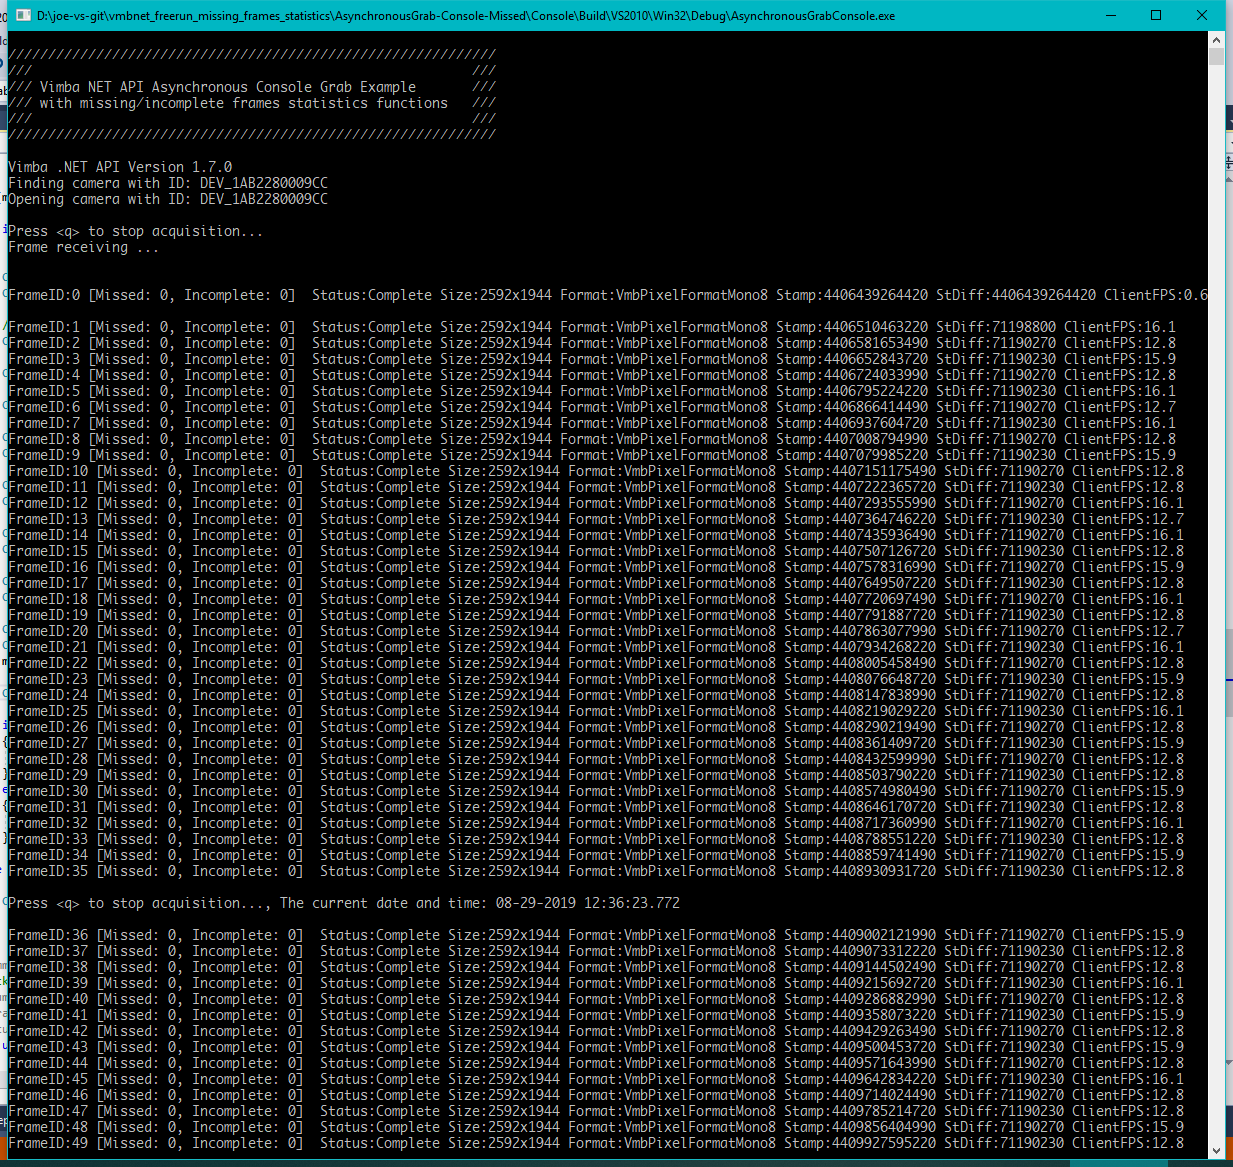 D:\joe-vs-git\vmbnet_freerun_missing_frames_statistics\AsynchronousGrab-Console-Missed\Console\Build\VS2010\Win32\Debug\AsynchronousGrabConsole.exe
/////////////////////////////////////////////////////////////
/// ///
/// Vimba NET API Asynchronous Console Grab Example ///
/// with missing/incomplete frames statistics functions ///
/// ///
/////////////////////////////////////////////////////////////
Vimba .NET API Version 1.7.0
Finding camera with ID: DEV_1AB2280009CC
Opening camera with ID: DEV_1AB2280009CC
Press <q> to stop acquisition...
Frame receiving ...
FrameID:0 [Missed: 0, Incomplete: 0] Status:Complete Size:2592x1944 Format:VmbPixelFormatMono8 Stamp:4406439264420 StDiff:4406439264420 ClientFPS:0.6
FrameID:1 [Missed: 0, Incomplete: 0] Status:Complete Size:2592x1944 Format:VmbPixelFormatMono8 Stamp:4406510463220 StDiff:71198800 ClientFPS:16.1
FrameID:2 [Missed: 0, Incomplete: 0] Status:Complete Size:2592x1944 Format:VmbPixelFormatMono8 Stamp:4406581653490 StDiff:71190270 ClientFPS:12.8
FrameID:3 [Missed: 0, Incomplete: 0] Status:Complete Size:2592x1944 Format:VmbPixelFormatMono8 Stamp:4406652843720 StDiff:71190230 ClientFPS:15.9
FrameID:4 [Missed: 0, Incomplete: 0] Status:Complete Size:2592x1944 Format:VmbPixelFormatMono8 Stamp:4406724033990 StDiff:71190270 ClientFPS:12.8
FrameID:5 [Missed: 0, Incomplete: 0] Status:Complete Size:2592x1944 Format:VmbPixelFormatMono8 Stamp:4406795224220 StDiff:71190230 ClientFPS:16.1
FrameID:6 [Missed: 0, Incomplete: 0] Status:Complete Size:2592x1944 Format:VmbPixelFormatMono8 Stamp:4406866414490 StDiff:71190270 ClientFPS:12.7
FrameID:7 [Missed: 0, Incomplete: 0] Status:Complete Size:2592x1944 Format:VmbPixelFormatMono8 Stamp:4406937604720 StDiff:71190230 ClientFPS:16.1
FrameID:8 [Missed: 0, Incomplete: 0] Status:Complete Size:2592x1944 Format:VmbPixelFormatMono8 Stamp:4407008794990 StDiff:71190270 ClientFPS:12.8
FrameID:9 [Missed: 0, Incomplete: 0] Status:Complete Size:2592x1944 Format:VmbPixelFormatMono8 Stamp:4407079985220 StDiff:71190230 ClientFPS:15.9
FrameID:10 [Missed: 0, Incomplete: 0] Status:Complete Size:2592x1944 Format:VmbPixelFormatMono8 Stamp:4407151175490 StDiff:71190270 ClientFPS:12.8
FrameID:11 [Missed: 0, Incomplete: 0] Status:Complete Size:2592x1944 Format:VmbPixelFormatMono8 Stamp:4407222365720 StDiff:71190230 ClientFPS:12.8
FrameID:12 [Missed: 0, Incomplete: 0] Status:Complete Size:2592x1944 Format:VmbPixelFormatMono8 Stamp:4407293555990 StDiff:71190270 ClientFPS:16.1
FrameID:13 [Missed: 0, Incomplete: 0] Status:Complete Size:2592x1944 Format:VmbPixelFormatMono8 Stamp:4407364746220 StDiff:71190230 ClientFPS:12.7
FrameID:14 [Missed: 0, Incomplete: 0] Status:Complete Size:2592x1944 Format:VmbPixelFormatMono8 Stamp:4407435936490 StDiff:71190270 ClientFPS:16.1
FrameID:15 [Missed: 0, Incomplete: 0] Status:Complete Size:2592x1944 Format:VmbPixelFormatMono8 Stamp:4407507126720 StDiff:71190230 ClientFPS:12.8
FrameID:16 [Missed: 0, Incomplete: 0] Status:Complete Size:2592x1944 Format:VmbPixelFormatMono8 Stamp:4407578316990 StDiff:71190270 ClientFPS:15.9
FrameID:17 [Missed: 0, Incomplete: 0] Status:Complete Size:2592x1944 Format:VmbPixelFormatMono8 Stamp:4407649507220 StDiff:71190230 ClientFPS:12.8
FrameID:18 [Missed: 0, Incomplete: 0] Status:Complete Size:2592x1944 Format:VmbPixelFormatMono8 Stamp:4407720697490 StDiff:71190270 ClientFPS:16.1
FrameID:19 [Missed: 0, Incomplete: 0] Status:Complete Size:2592x1944 Format:VmbPixelFormatMono8 Stamp:4407791887720 StDiff:71190230 ClientFPS:12.8
FrameID:20 [Missed: 0, Incomplete: 0] Status:Complete Size:2592x1944 Format:VmbPixelFormatMono8 Stamp:4407863077990 StDiff:71190270 ClientFPS:12.7
FrameID:21 [Missed: 0, Incomplete: 0] Status:Complete Size:2592x1944 Format:VmbPixelFormatMono8 Stamp:4407934268220 StDiff:71190230 ClientFPS:16.1
FrameID:22 [Missed: 0, Incomplete: 0] Status:Complete Size:2592x1944 Format:VmbPixelFormatMono8 Stamp:4408005458490 StDiff:71190270 ClientFPS:12.8
FrameID:23 [Missed: 0, Incomplete: 0] Status:Complete Size:2592x1944 Format:VmbPixelFormatMono8 Stamp:4408076648720 StDiff:71190230 ClientFPS:15.9
FrameID:24 [Missed: 0, Incomplete: 0] Status:Complete Size:2592x1944 Format:VmbPixelFormatMono8 Stamp:4408147838990 StDiff:71190270 ClientFPS:12.8
FrameID:25 [Missed: 0, Incomplete: 0] Status:Complete Size:2592x1944 Format:VmbPixelFormatMono8 Stamp:4408219029220 StDiff:71190230 ClientFPS:16.1
FrameID:26 [Missed: 0, Incomplete: 0] Status:Complete Size:2592x1944 Format:VmbPixelFormatMono8 Stamp:4408290219490 StDiff:71190270 ClientFPS:12.8
FrameID:27 [Missed: 0, Incomplete: 0] Status:Complete Size:2592x1944 Format:VmbPixelFormatMono8 Stamp:4408361409720 StDiff:71190230 ClientFPS:15.9
FrameID:28 [Missed: 0, Incomplete: 0] Status:Complete Size:2592x1944 Format:VmbPixelFormatMono8 Stamp:4408432599990 StDiff:71190270 ClientFPS:12.8
FrameID:29 [Missed: 0, Incomplete: 0] Status:Complete Size:2592x1944 Format:VmbPixelFormatMono8 Stamp:4408503790220 StDiff:71190230 ClientFPS:12.8
FrameID:30 [Missed: 0, Incomplete: 0] Status:Complete Size:2592x1944 Format:VmbPixelFormatMono8 Stamp:4408574980490 StDiff:71190270 ClientFPS:15.9
FrameID:31 [Missed: 0, Incomplete: 0] Status:Complete Size:2592x1944 Format:VmbPixelFormatMono8 Stamp:4408646170720 StDiff:71190230 ClientFPS:12.8
FrameID:32 [Missed: 0, Incomplete: 0] Status:Complete Size:2592x1944 Format:VmbPixelFormatMono8 Stamp:4408717360990 StDiff:71190270 ClientFPS:16.1
FrameID:33 [Missed: 0, Incomplete: 0] Status:Complete Size:2592x1944 Format:VmbPixelFormatMono8 Stamp:4408788551220 StDiff:71190230 ClientFPS:12.8
FrameID:34 [Missed: 0, Incomplete: 0] Status:Complete Size:2592x1944 Format:VmbPixelFormatMono8 Stamp:4408859741490 StDiff:71190270 ClientFPS:15.9
FrameID:35 [Missed: 0, Incomplete: 0] Status:Complete Size:2592x1944 Format:VmbPixelFormatMono8 Stamp:4408930931720 StDiff:71190230 ClientFPS:12.8
Press <q> to stop acquisition..., The current date and time: 08-29-2019 12:36:23.772
FrameID:36 [Missed: 0, Incomplete: 0] Status:Complete Size:2592x1944 Format:VmbPixelFormatMono8 Stamp:4409002121990 StDiff:71190270 ClientFPS:15.9
FrameID:37 [Missed: 0, Incomplete: 0] Status:Complete Size:2592x1944 Format:VmbPixelFormatMono8 Stamp:4409073312220 StDiff:71190230 ClientFPS:12.8
FrameID:38 [Missed: 0, Incomplete: 0] Status:Complete Size:2592x1944 Format:VmbPixelFormatMono8 Stamp:4409144502490 StDiff:71190270 ClientFPS:12.8
FrameID:39 [Missed: 0, Incomplete: 0] Status:Complete Size:2592x1944 Format:VmbPixelFormatMono8 Stamp:4409215692720 StDiff:71190230 ClientFPS:16.1
FrameID:40 [Missed: 0, Incomplete: 0] Status:Complete Size:2592x1944 Format:VmbPixelFormatMono8 Stamp:4409286882990 StDiff:71190270 ClientFPS:12.8
FrameID:41 [Missed: 0, Incomplete: 0] Status:Complete Size:2592x1944 Format:VmbPixelFormatMono8 Stamp:4409358073220 StDiff:71190230 ClientFPS:15.9
FrameID:42 [Missed: 0, Incomplete: 0] Status:Complete Size:2592x1944 Format:VmbPixelFormatMono8 Stamp:4409429263490 StDiff:71190270 ClientFPS:12.8
FrameID:43 [Missed: 0, Incomplete: 0] Status:Complete Size:2592x1944 Format:VmbPixelFormatMono8 Stamp:4409500453720 StDiff:71190230 ClientFPS:15.9
FrameID:44 [Missed: 0, Incomplete: 0] Status:Complete Size:2592x1944 Format:VmbPixelFormatMono8 Stamp:4409571643990 StDiff:71190270 ClientFPS:12.8
FrameID:45 [Missed: 0, Incomplete: 0] Status:Complete Size:2592x1944 Format:VmbPixelFormatMono8 Stamp:4409642834220 StDiff:71190230 ClientFPS:16.1
FrameID:46 [Missed: 0, Incomplete: 0] Status:Complete Size:2592x1944 Format:VmbPixelFormatMono8 Stamp:4409714024490 StDiff:71190270 ClientFPS:12.8
FrameID:47 [Missed: 0, Incomplete: 0] Status:Complete Size:2592x1944 Format:VmbPixelFormatMono8 Stamp:4409785214720 StDiff:71190230 ClientFPS:12.8
FrameID:48 [Missed: 0, Incomplete: 0] Status:Complete Size:2592x1944 Format:VmbPixelFormatMono8 Stamp:4409856404990 StDiff:71190270 ClientFPS:15.9
FrameID:49 [Missed: 0, Incomplete: 0] Status:Complete Size:2592x1944 Format:VmbPixelFormatMono8 Stamp:4409927595220 StDiff:71190230 ClientFPS:12.8